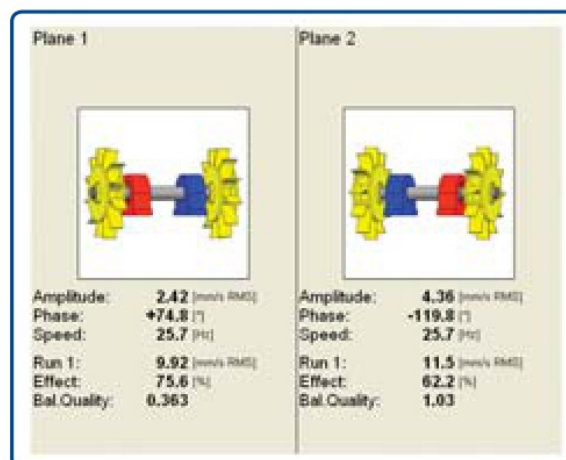 Plane 1
Amplitude: 2.42 [mm/s RMS]
Phase: +74.8 [°]
Speed: 25.7 [Hz]
Run 1: 9.92 [mm/s RMS]
Effect: 75.6 [%]
Bal.Quality: 0.363
Plane 2
Amplitude: 4.36 [mm/s RMS]
Phase: -119.8 [°]
Speed: 25.7 [Hz]
Run 1: 11.5 [mm/s RMS]
Effect: 62.2 [%]
Bal.Quality: 1.03